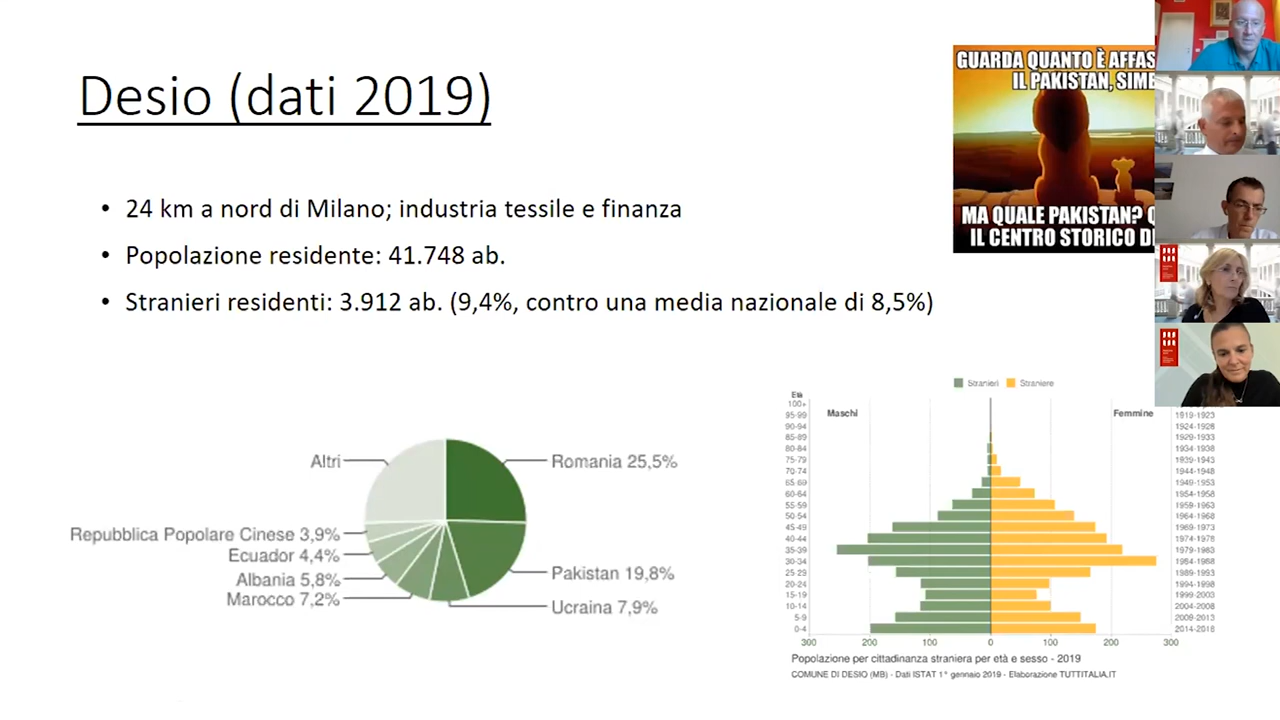 Desio (dati 2019)
GUARDA QUANTO È AFFAS
IL PAKISTAN, SIMB
MA QUALE PAKISTAN? Q
IL CENTRO STORICO D
• 24 km a nord di Milano; industria tessile e finanza
• Popolazione residente: 41.748 ab.
• Stranieri residenti: 3.912 ab. (9,4%, contro una media nazionale di 8,5%)
Altri
Romania 25,5%
Repubblica Popolare Cinese 3,9%
Ecuador 4,4%
Albania 5,8%
Marocco 7,2%
Pakistan 19,8%
Ucraina 7,9%
Stranieri Straniere
Età
Maschi Femmine
100+
95-99 1919-1923
90-94 1924-1928
85-89 1929-1933
80-84 1934-1938
75-79 1939-1943
70-74 1944-1948
65-69 1949-1953
60-64 1954-1958
55-59 1959-1963
50-54 1964-1968
45-49 1969-1973
40-44 1974-1978
35-39 1979-1983
30-34 1984-1988
25-29 1989-1993
20-24 1994-1998
15-19 1999-2003
10-14 2004-2008
5-9 2009-2013
0-4 2014-2018
300 200 100 0 100 200 300
Popolazione per cittadinanza straniera per età e sesso - 2019
COMUNE DI DESIO (MB) - Dati ISTAT 1° gennaio 2019 - Elaborazione TUTTITALIA.IT